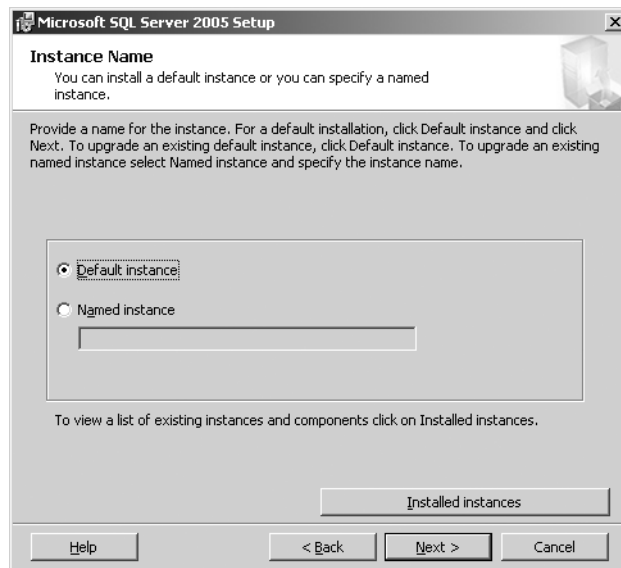 Microsoft SQL Server 2005 Setup
Instance Name
You can install a default instance or you can specify a named
instance.
Provide a name for the instance. For a default installation, click Default instance and click
Next. To upgrade an existing default instance, click Default instance. To upgrade an existing
named instance select Named instance and specify the instance name.
Default instance
Named instance
To view a list of existing instances and components click on Installed instances.
Installed instances
Help
< Back
Next >
Cancel